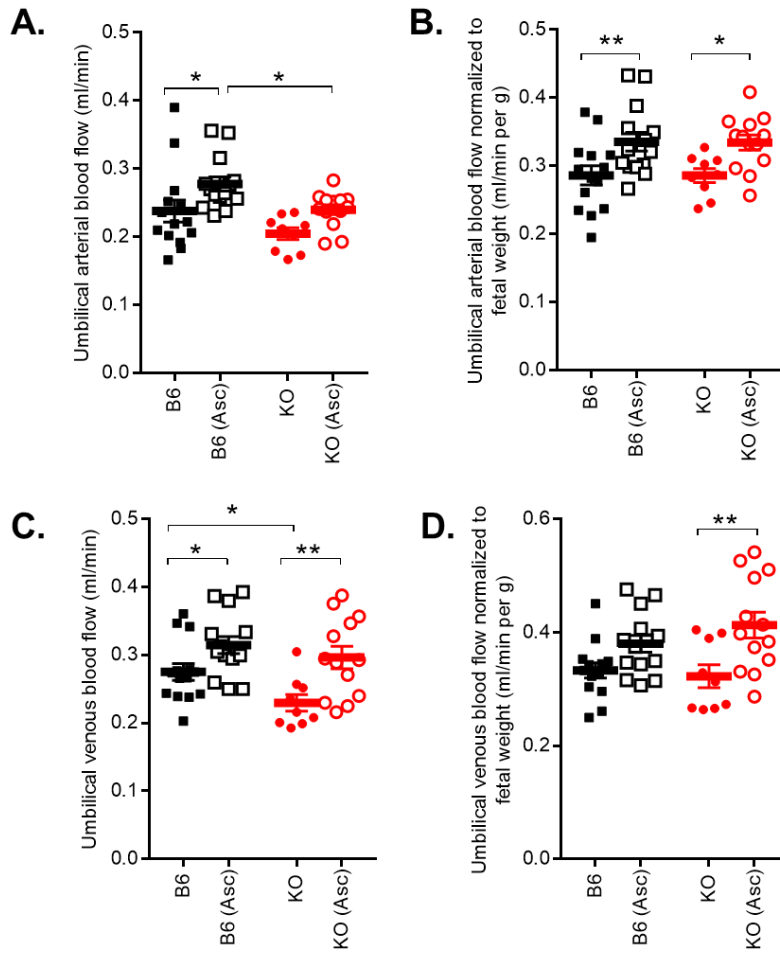 A.
Umbilical arterial blood flow (ml/min)
0.5
0.4
0.3
0.2
0.1
0.0
*
*
B6
B6 (Asc)
KO
KO (Asc)
B.
Umbilical arterial blood flow normalized to
fetal weight (ml/min per g)
0.5
0.4
0.3
0.2
0.1
0.0
**
*
B6
B6 (Asc)
KO
KO (Asc)
C.
Umbilical venous blood flow (ml/min)
0.5
0.4
0.3
0.2
0.1
0.0
*
*
**
B6
B6 (Asc)
KO
KO (Asc)
D.
Umbilical venous blood flow normalized to
fetal weight (ml/min per g)
0.6
0.4
0.2
0.0
**
B6
B6 (Asc)
KO
KO (Asc)